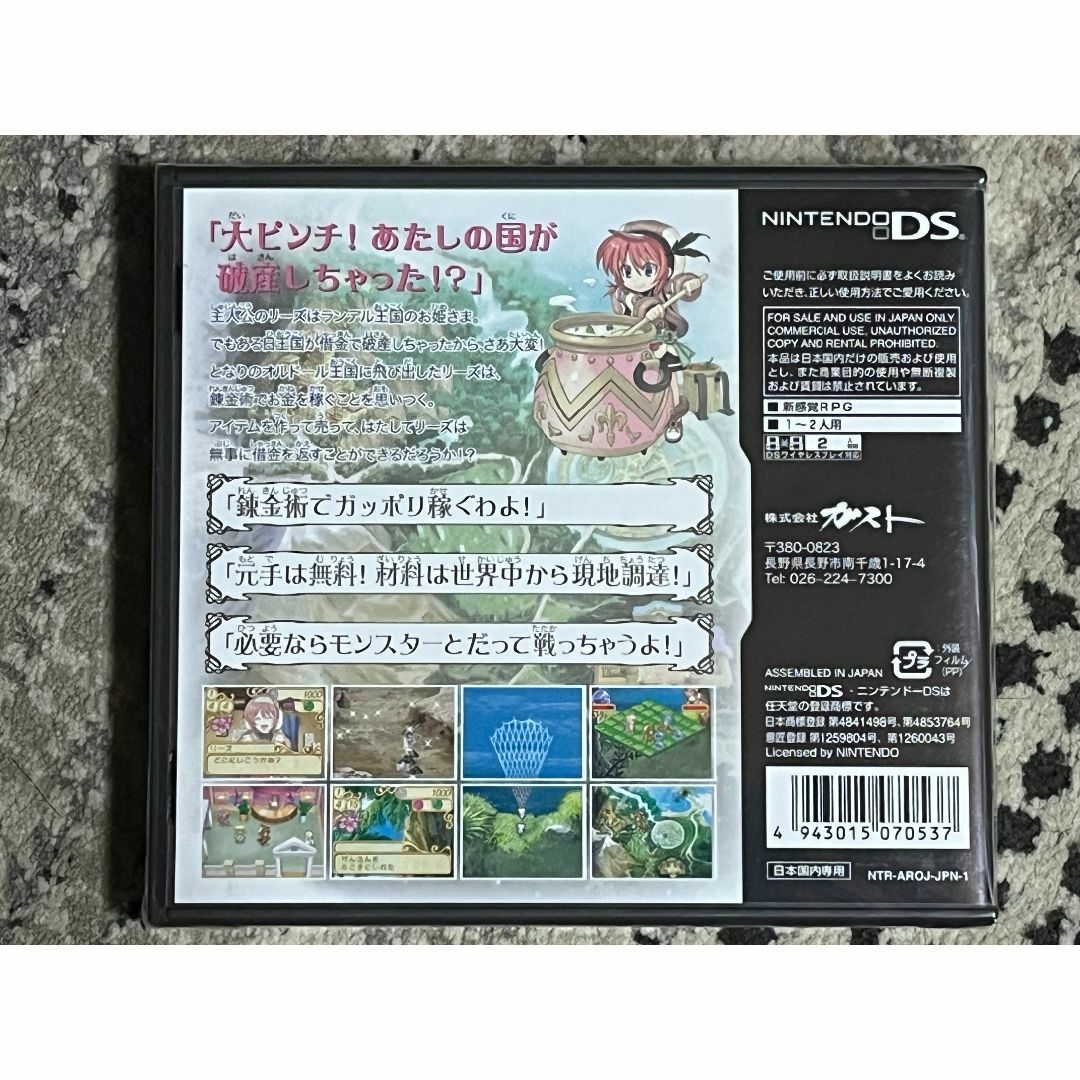 「大ピンチ! あたしの国が
破産しちゃった!?」
主人公のリーズはランデル王国のお姫さま。
でもある日王国が借金で破産しちゃったから、さあ大変!
となりのオルドール王国に飛び出したリーズは、
錬金術でお金を稼ぐことを思いつく。
アイテムを作って売って、はたしてリーズは
無事に借金を返すことができるだろうか!?
「錬金術でガッポリ稼ぐわよ!」
「元手は無料! 材料は世界中から現地調達!」
「必要ならモンスターとだって戦っちゃうよ!」
1000
リーズ
どこにいこうかな?
1000
NINTENDO DS
ご使用前に必ず取扱説明書をよくお読み
いただき、正しい使用方法でご愛用ください。
FOR SALE AND USE IN JAPAN ONLY
COMMERCIAL USE, UNAUTHORIZED
COPY AND RENTAL PROHIBITED.
本品は日本国内だけの販売および使用
とし、また商業目的の使用や無断複製
および賃貸は禁止されています。
■ 新感覚RPG
■ 1~2人用
2 人
DSワイヤレスプレイ対応
株式会社ガスト
〒380-0823
長野県長野市南千歳1-17-4
Tel: 026-224-7300
プラ
外装
フィルム
(PP)
ASSEMBLED IN JAPAN
NINTENDO DS・ニンテンドーDSは
任天堂の登録商標です。
日本商標登録 第4841498号、第4853764号
意匠登録 第1259804号、第1260043号
Licensed by NINTENDO
4 943015 070537
日本国内専用
NTR-AROJ-JPN-1